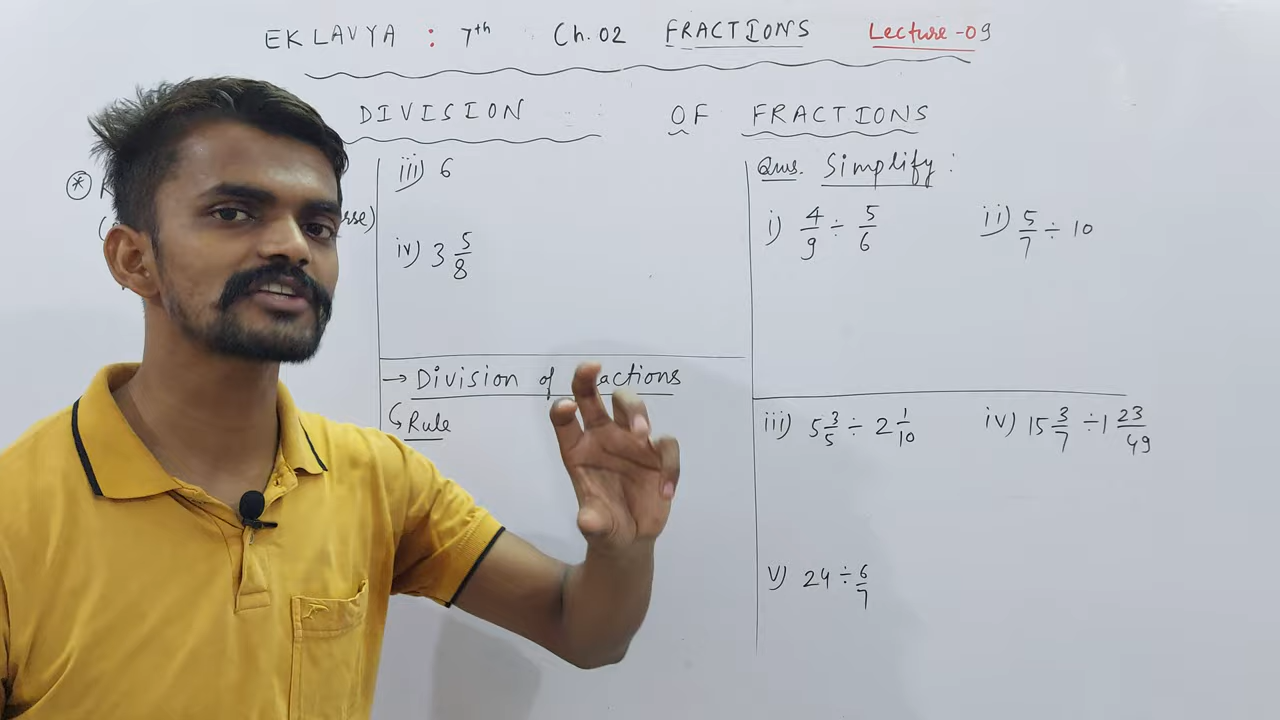 EKLAVYA : 7th Ch. 02 FRACTIONS Lecture-09
DIVISION OF FRACTIONS
*
iii) 6
iv) 3 5/8
→ Division of
↳ Rule
Ques. Simplify :
i) 4/9 ÷ 5/6 ii) 5/7 ÷ 10
iii) 5 3/5 ÷ 2 1/10 iv) 15 3/7 ÷ 1 23/49
v) 24 ÷ 6/7